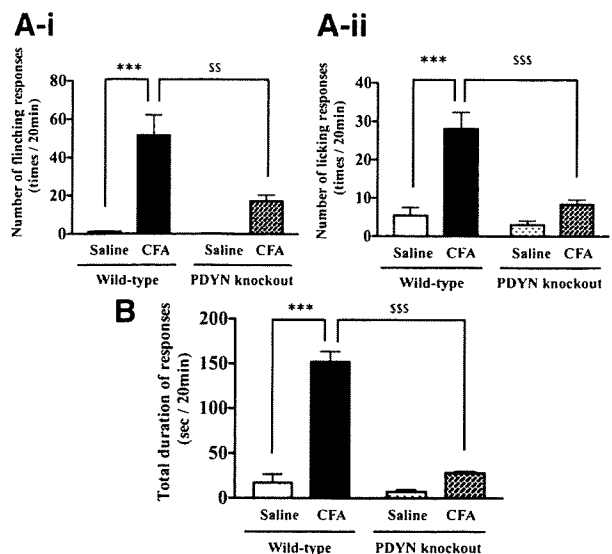 A-i
Number of flinching responses
(times / 20min)
80
60
40
20
0
***
$$
Saline CFA Saline CFA
Wild-type PDYN knockout
A-ii
Number of licking responses
(times / 20min)
40
30
20
10
0
***
$$$
Saline CFA Saline CFA
Wild-type PDYN knockout
B
Total duration of responses
(sec / 20min)
200
150
100
50
0
***
$$$
Saline CFA Saline CFA
Wild-type PDYN knockout